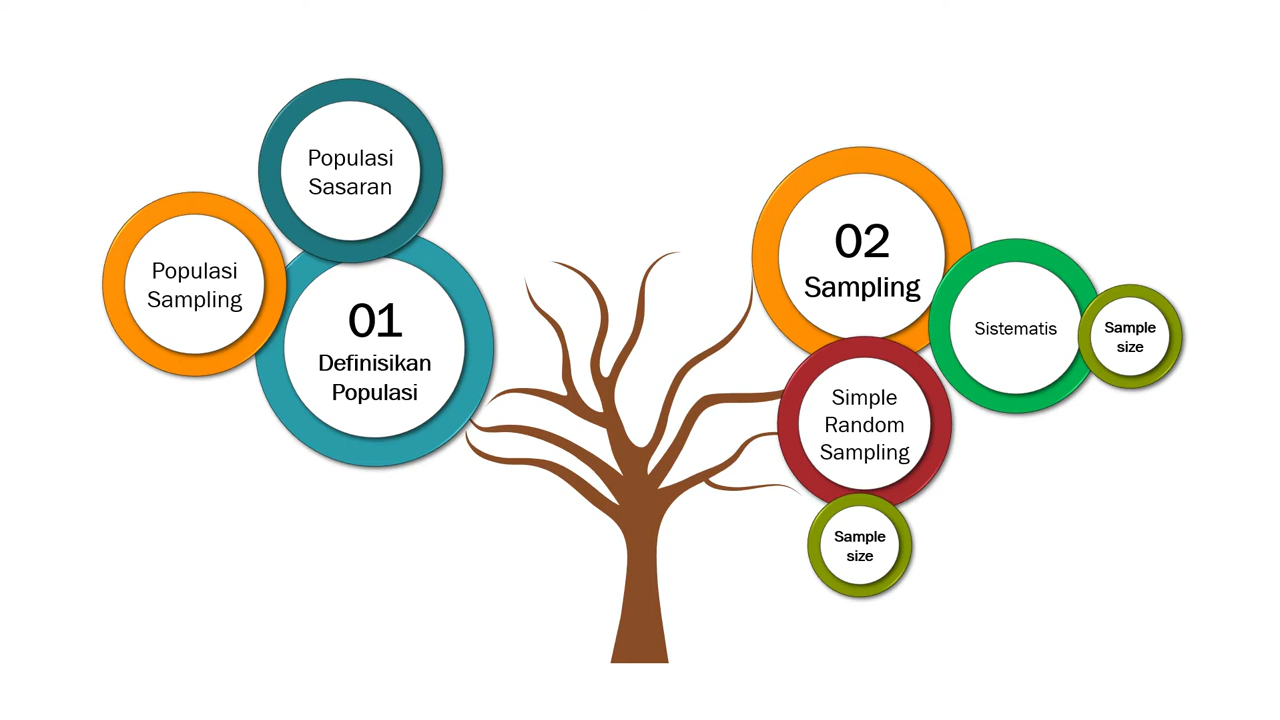 Populasi
Sasaran
Populasi
Sampling
01
Definisikan
Populasi
02
Sampling
Sistematis
Sample
size
Simple
Random
Sampling
Sample
size